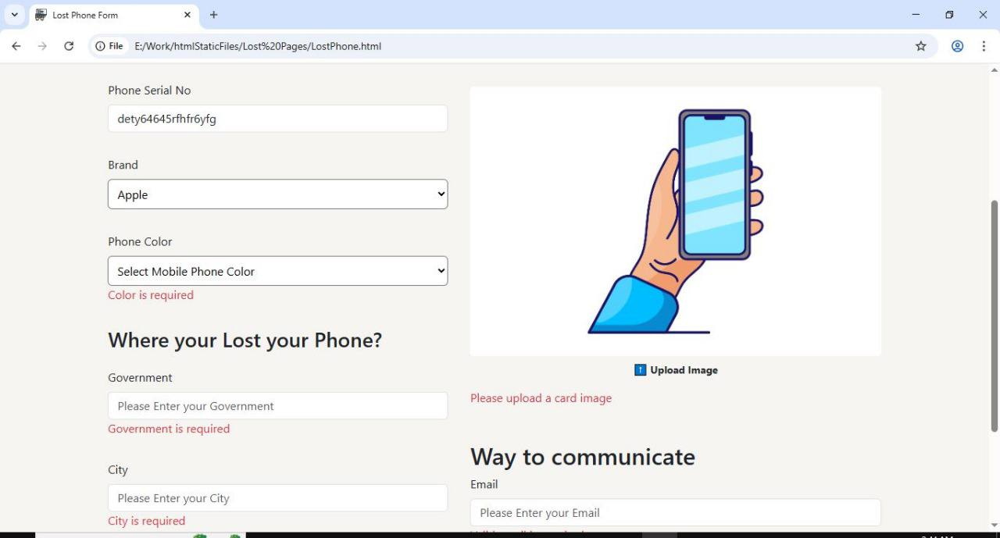 Lost Phone Form
File
E:/Work/htmlStaticFiles/Lost%20Pages/LostPhone.html
Phone Serial No
dety64645rfhfr6yfg
Brand
Apple
Phone Color
Select Mobile Phone Color
Color is required
Where your Lost your Phone?
Government
Please Enter your Government
Government is required
City
Please Enter your City
City is required
Upload Image
Please upload a card image
Way to communicate
Email
Please Enter your Email